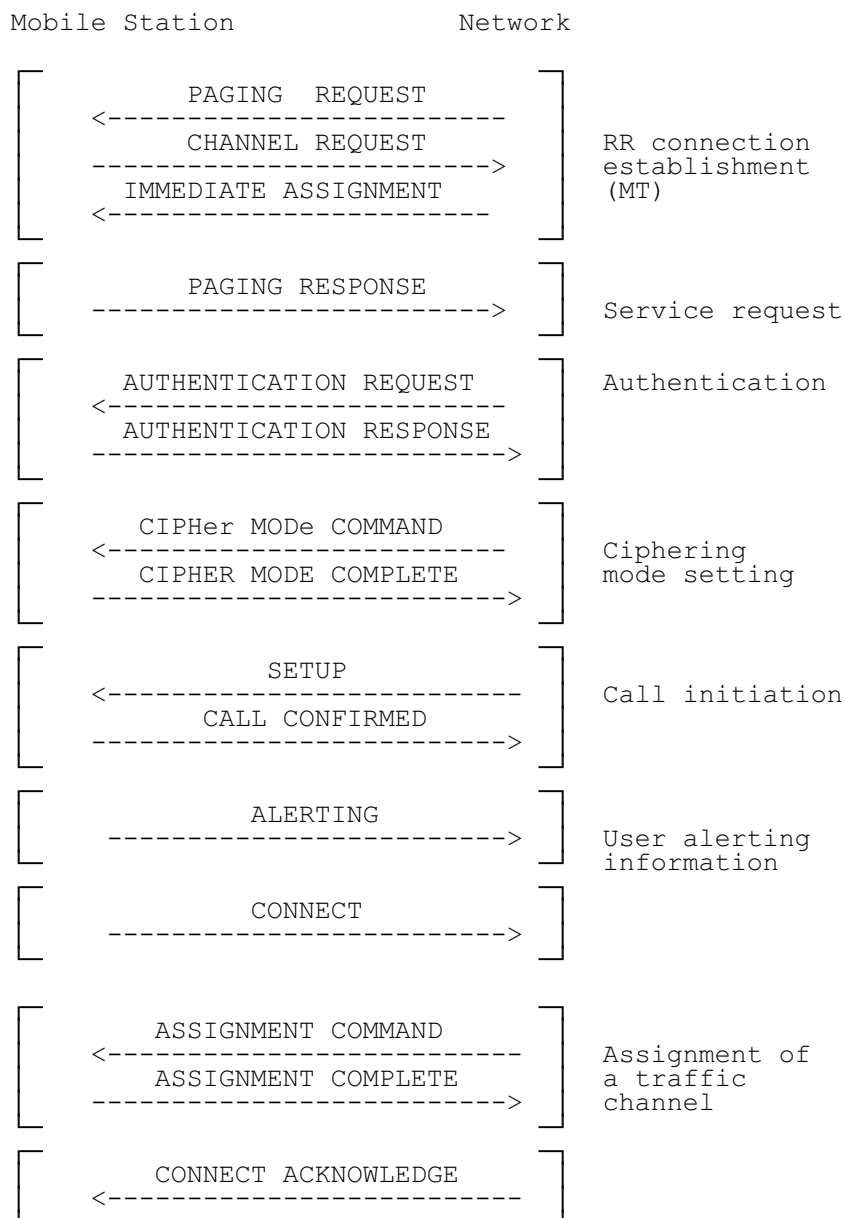 Mobile Station Network
PAGING REQUEST
<-------------------------
CHANNEL REQUEST
------------------------->
RR connection
establishment
(MT)
IMMEDIATE ASSIGNMENT
<------------------------
PAGING RESPONSE
------------------------->
Service request
AUTHENTICATION REQUEST
Authentication
<-------------------------
AUTHENTICATION RESPONSE
-------------------------->
CIPHer MODe COMMAND
<-------------------------
Ciphering
mode setting
CIPHER MODE COMPLETE
-------------------------->
SETUP
<--------------------------
Call initiation
CALL CONFIRMED
-------------------------->
ALERTING
------------------------->
User alerting
information
CONNECT
------------------------->
ASSIGNMENT COMMAND
<--------------------------
Assignment of
a traffic
channel
ASSIGNMENT COMPLETE
-------------------------->
CONNECT ACKNOWLEDGE
<--------------------------